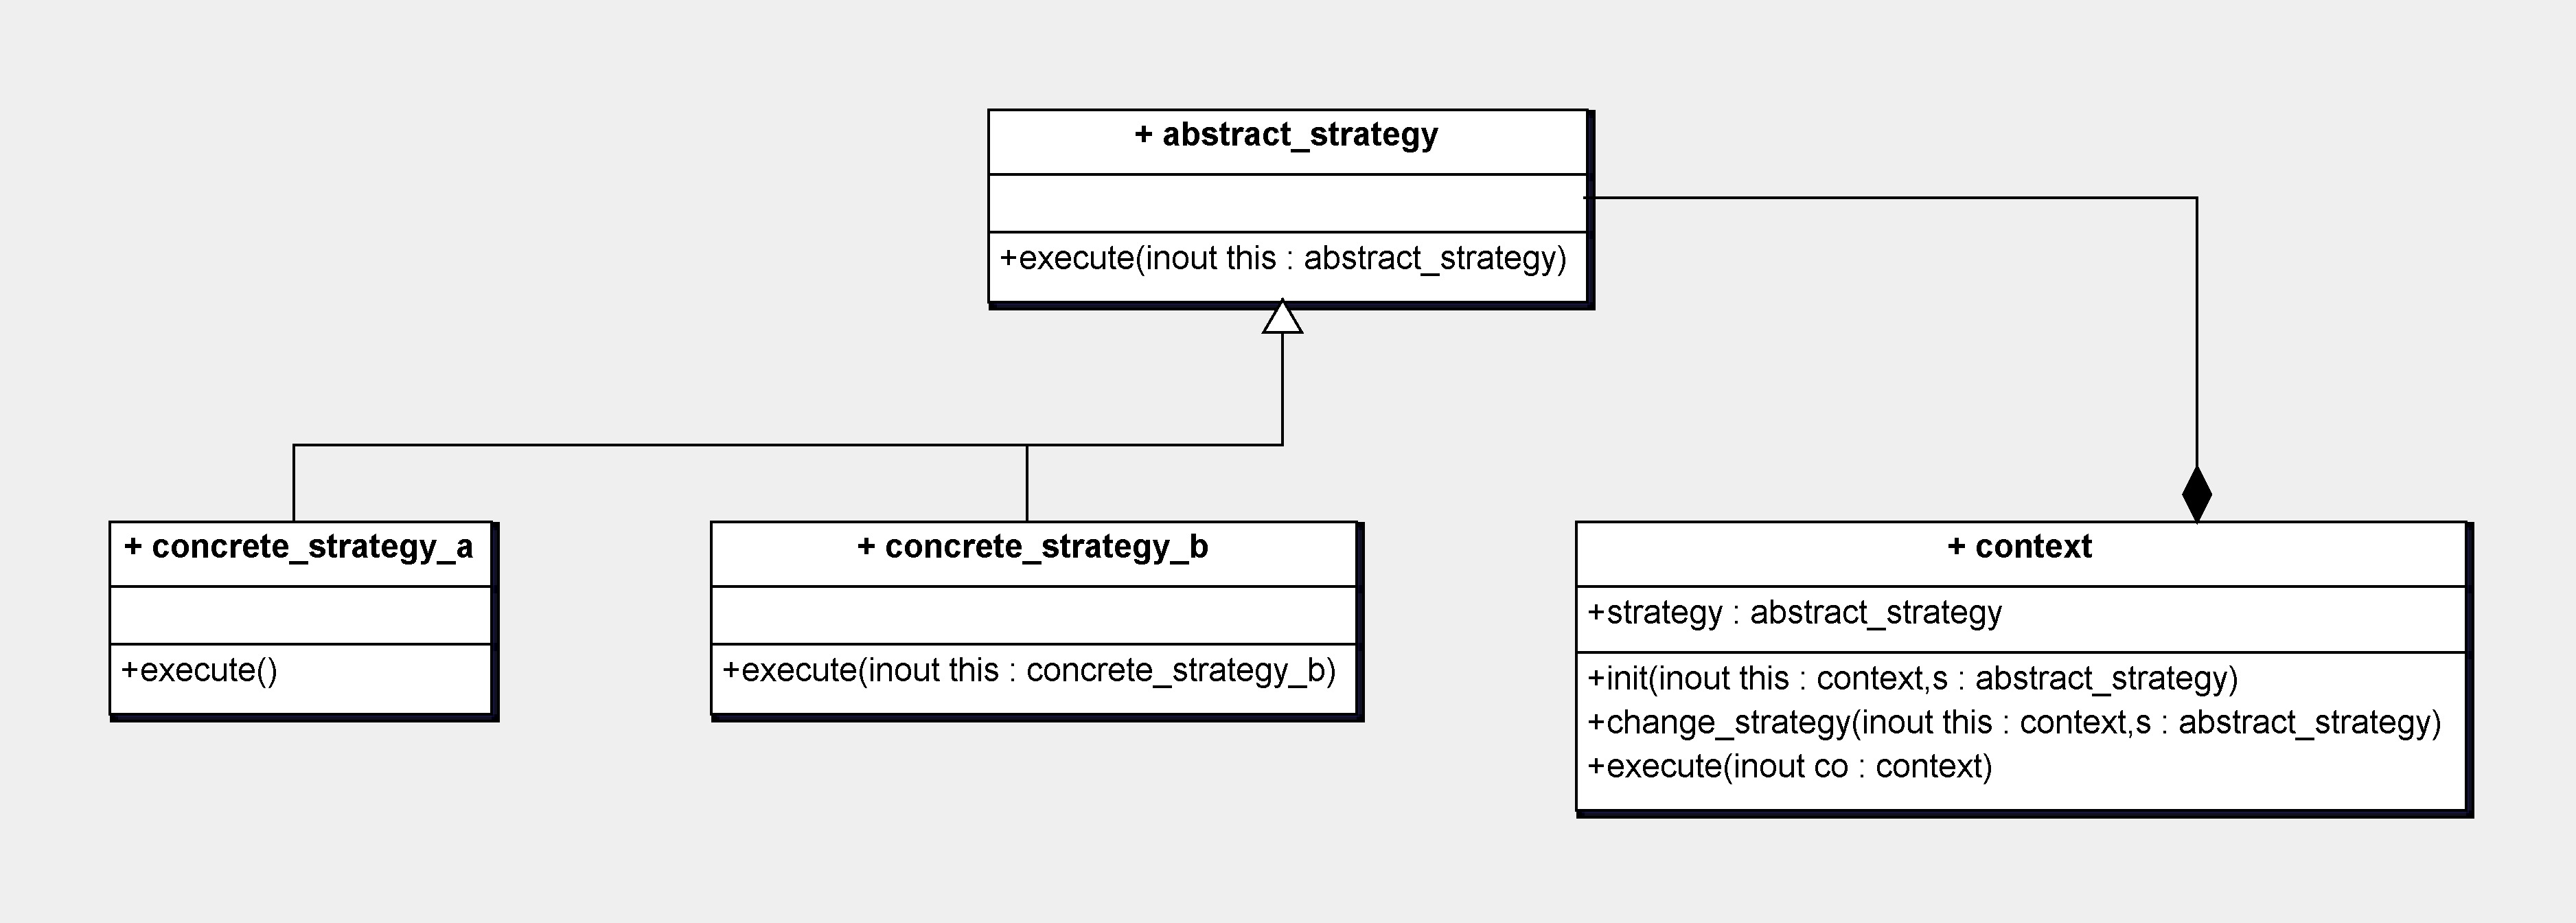 + abstract_strategy
+execute(inout this : abstract_strategy)
+ concrete_strategy_a
+execute()
+ concrete_strategy_b
+execute(inout this : concrete_strategy_b)
+ context
+strategy : abstract_strategy
+init(inout this : context,s : abstract_strategy)
+change_strategy(inout this : context,s : abstract_strategy)
+execute(inout co : context)